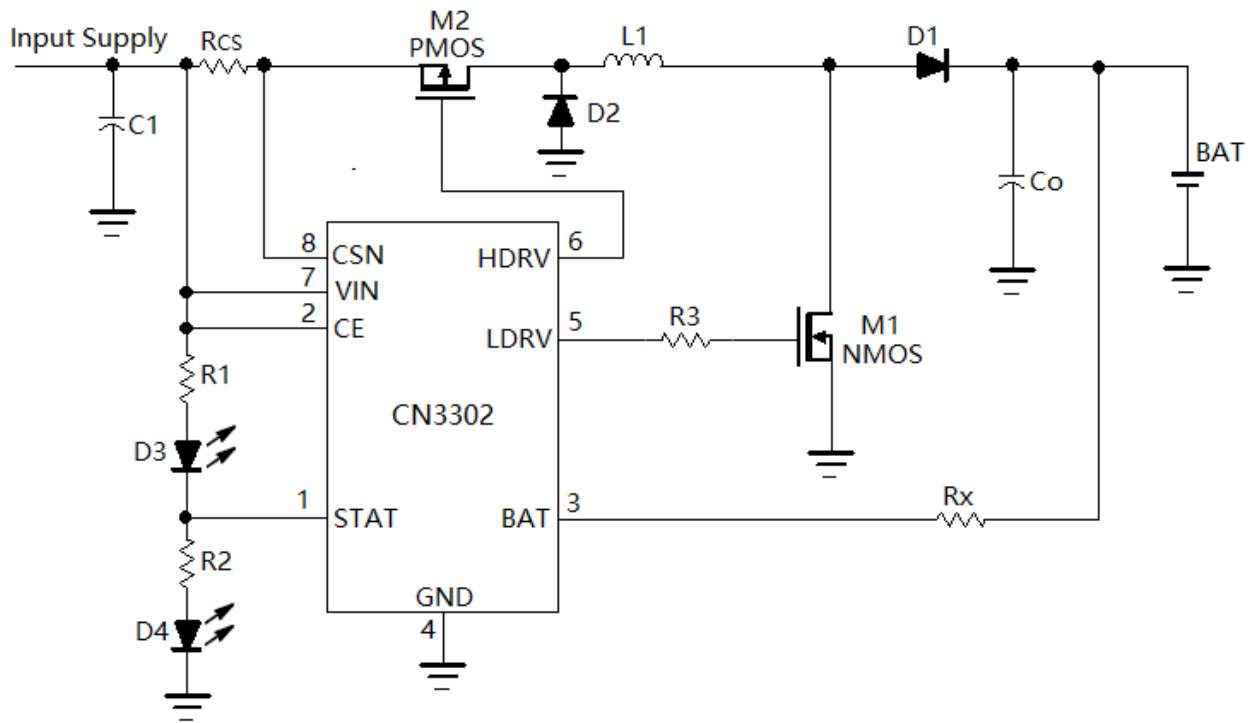 Input Supply
RCS
M2
PMOS
L1
D1
C1
D2
Co
BAT
8
CSN
HDRV
6
7
VIN
2
CE
LDRV
5
R3
M1
NMOS
R1
CN3302
D3
1
STAT
BAT
3
Rx
R2
GND
4
D4